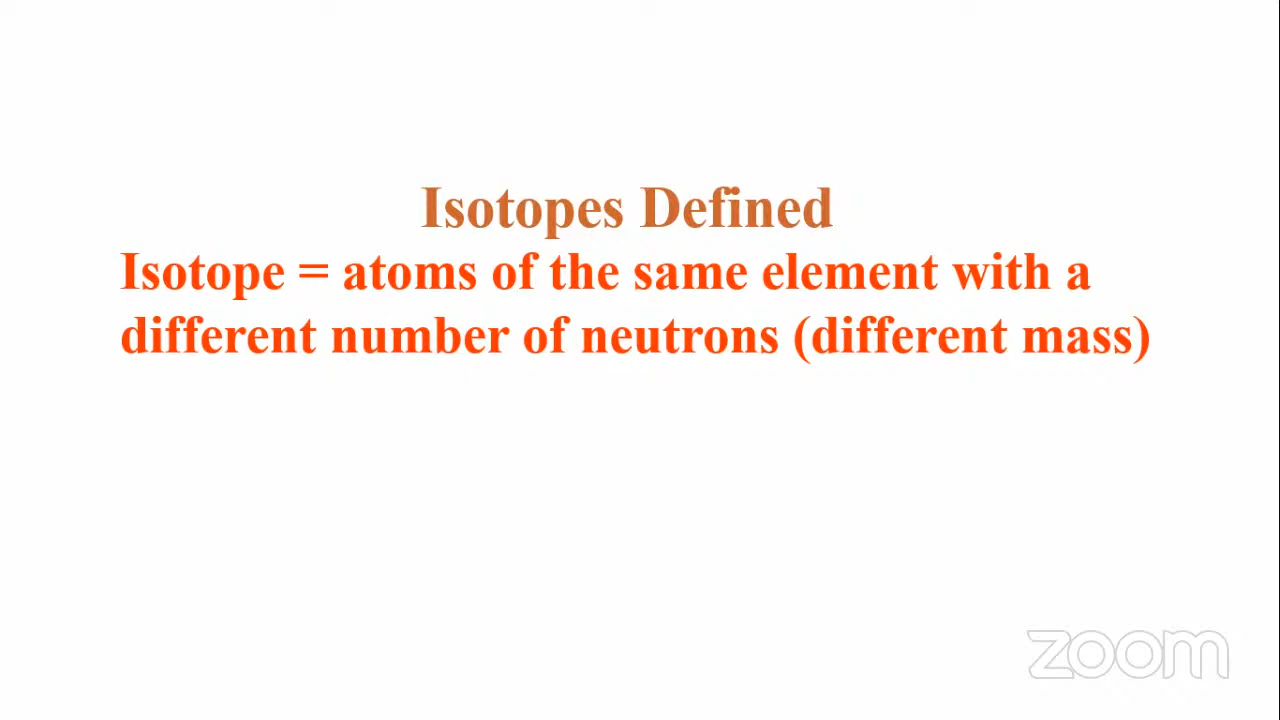 Isotopes Defined
Isotope = atoms of the same element with a
different number of neutrons (different mass)
zoom